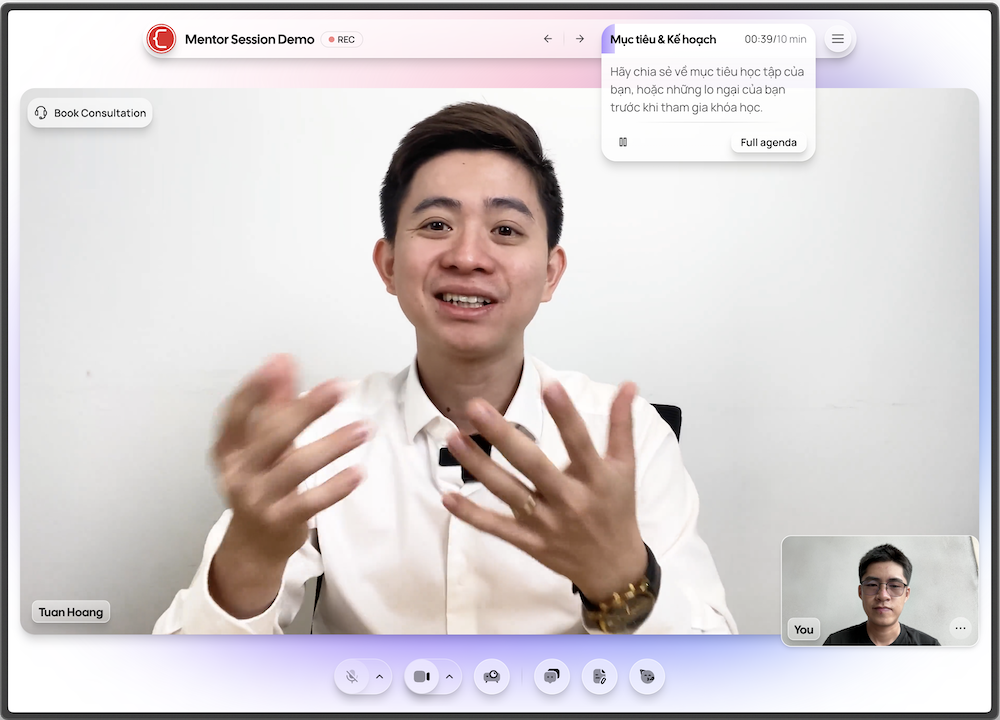 Mentor Session Demo
REC
Mục tiêu & Kế hoạch
00:39/10 min
Hãy chia sẻ về mục tiêu học tập của
bạn, hoặc những lo ngại của bạn
trước khi tham gia khóa học.
Full agenda
Book Consultation
Tuan Hoang
You